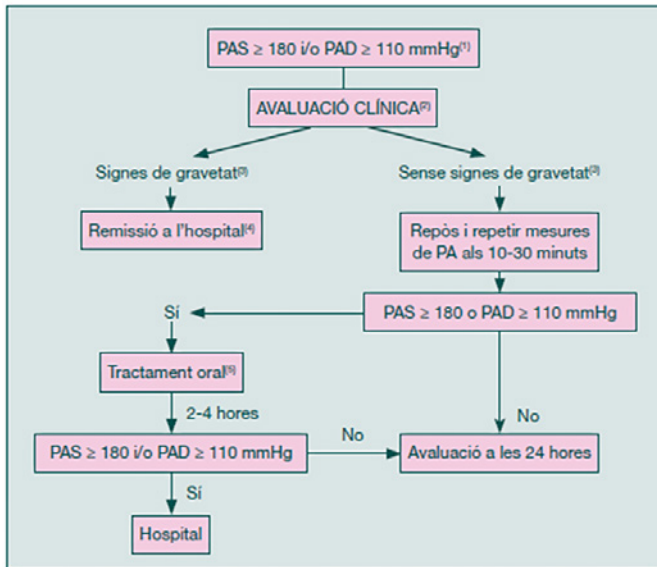 PAS ≥ 180 i/o PAD ≥ 110 mmHg(1)
AVALUACIÓ CLÍNICA(2)
Signes de gravetat(3)
Sense signes de gravetat(3)
Remissió a l'hospital(4)
Repòs i repetir mesures
de PA als 10-30 minuts
Sí
PAS ≥ 180 o PAD ≥ 110 mmHg
Tractament oral(5)
2-4 hores
No
PAS ≥ 180 i/o PAD ≥ 110 mmHg
No
Avaluació a les 24 hores
Sí
Hospital